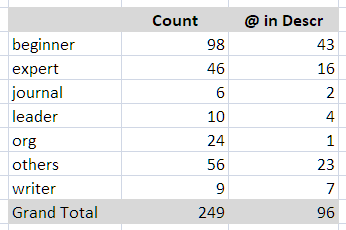 Count @ in Descr
beginner 98 43
expert 46 16
journal 6 2
leader 10 4
org 24 1
others 56 23
writer 9 7
Grand Total 249 96